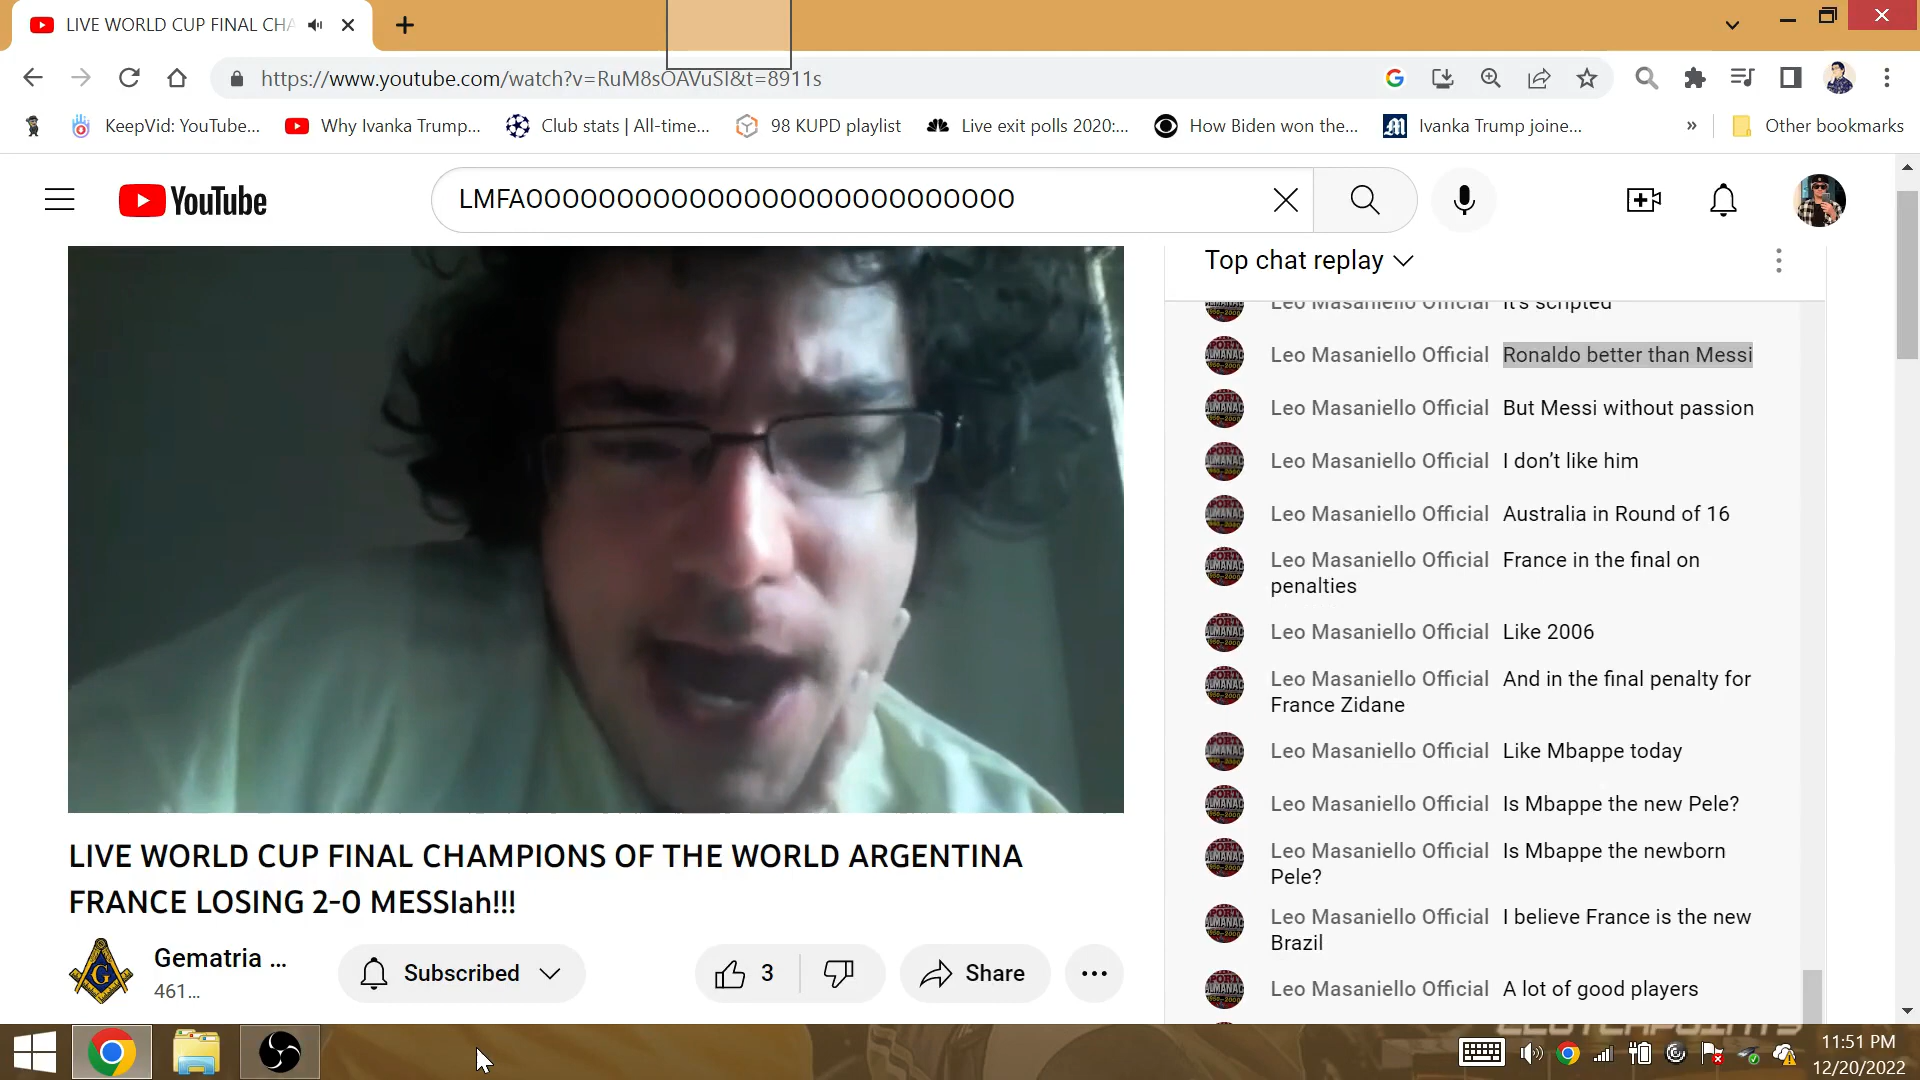 LIVE WORLD CUP FINAL CHA
https://www.youtube.com/watch?v=RuM8sOAVuSI&t=8911s
KeepVid: YouTube...
Why Ivanka Trump...
Club stats | All-time...
98 KUPD playlist
Live exit polls 2020:...
How Biden won the...
Ivanka Trump joine...
»
Other bookmarks
YouTube
LMFAOOOOOOOOOOOOOOOOOOOOOOOOOOO
Top chat replay
Leo Masaniello Official It's scripted
Leo Masaniello Official Ronaldo better than Messi
Leo Masaniello Official But Messi without passion
Leo Masaniello Official I don't like him
Leo Masaniello Official Australia in Round of 16
Leo Masaniello Official France in the final on
penalties
Leo Masaniello Official Like 2006
Leo Masaniello Official And in the final penalty for
France Zidane
Leo Masaniello Official Like Mbappe today
Leo Masaniello Official Is Mbappe the new Pele?
Leo Masaniello Official Is Mbappe the newborn
Pele?
Leo Masaniello Official I believe France is the new
Brazil
Leo Masaniello Official A lot of good players
LIVE WORLD CUP FINAL CHAMPIONS OF THE WORLD ARGENTINA
FRANCE LOSING 2-0 MESSIah!!!
G
Gematria ...
461...
Subscribed
3
Share
11:51 PM
12/20/2022